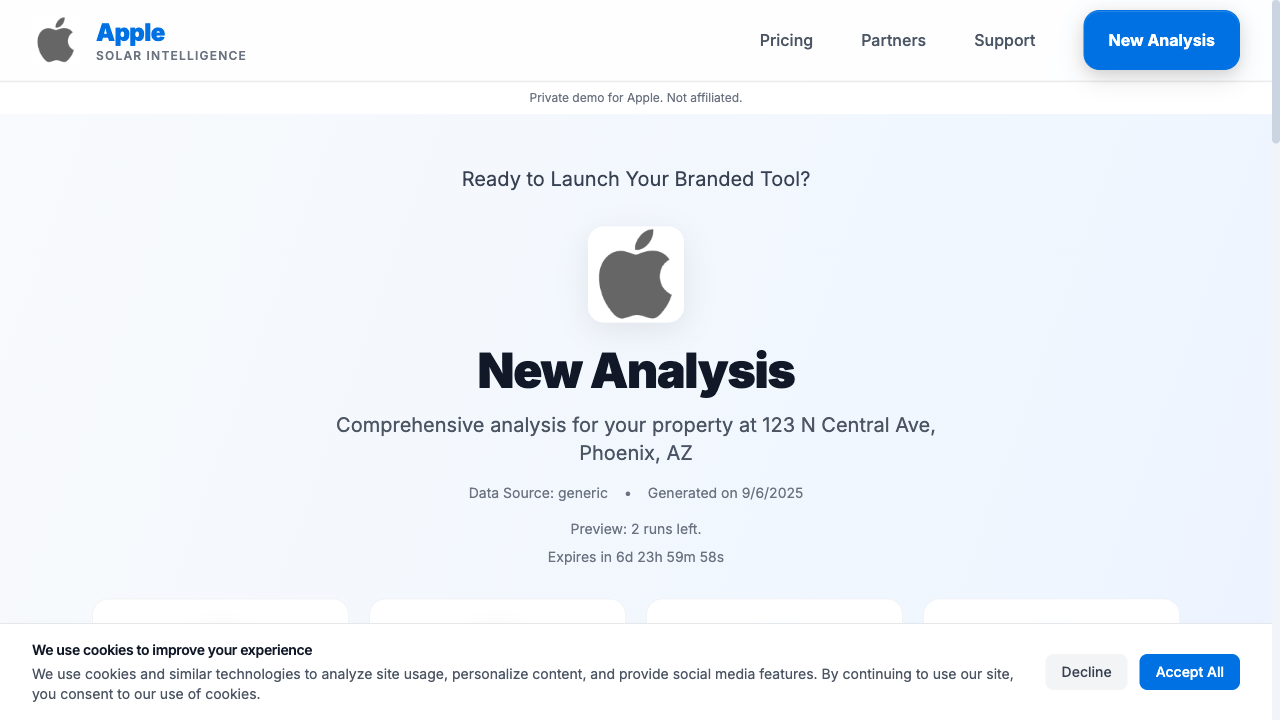 Apple
SOLAR INTELLIGENCE
Pricing
Partners
Support
New Analysis
Private demo for Apple. Not affiliated.
Ready to Launch Your Branded Tool?
New Analysis
Comprehensive analysis for your property at 123 N Central Ave,
Phoenix, AZ
Data Source: generic • Generated on 9/6/2025
Preview: 2 runs left.
Expires in 6d 23h 59m 58s
We use cookies to improve your experience
We use cookies and similar technologies to analyze site usage, personalize content, and provide social media features. By continuing to use our site,
you consent to our use of cookies.
Decline
Accept All